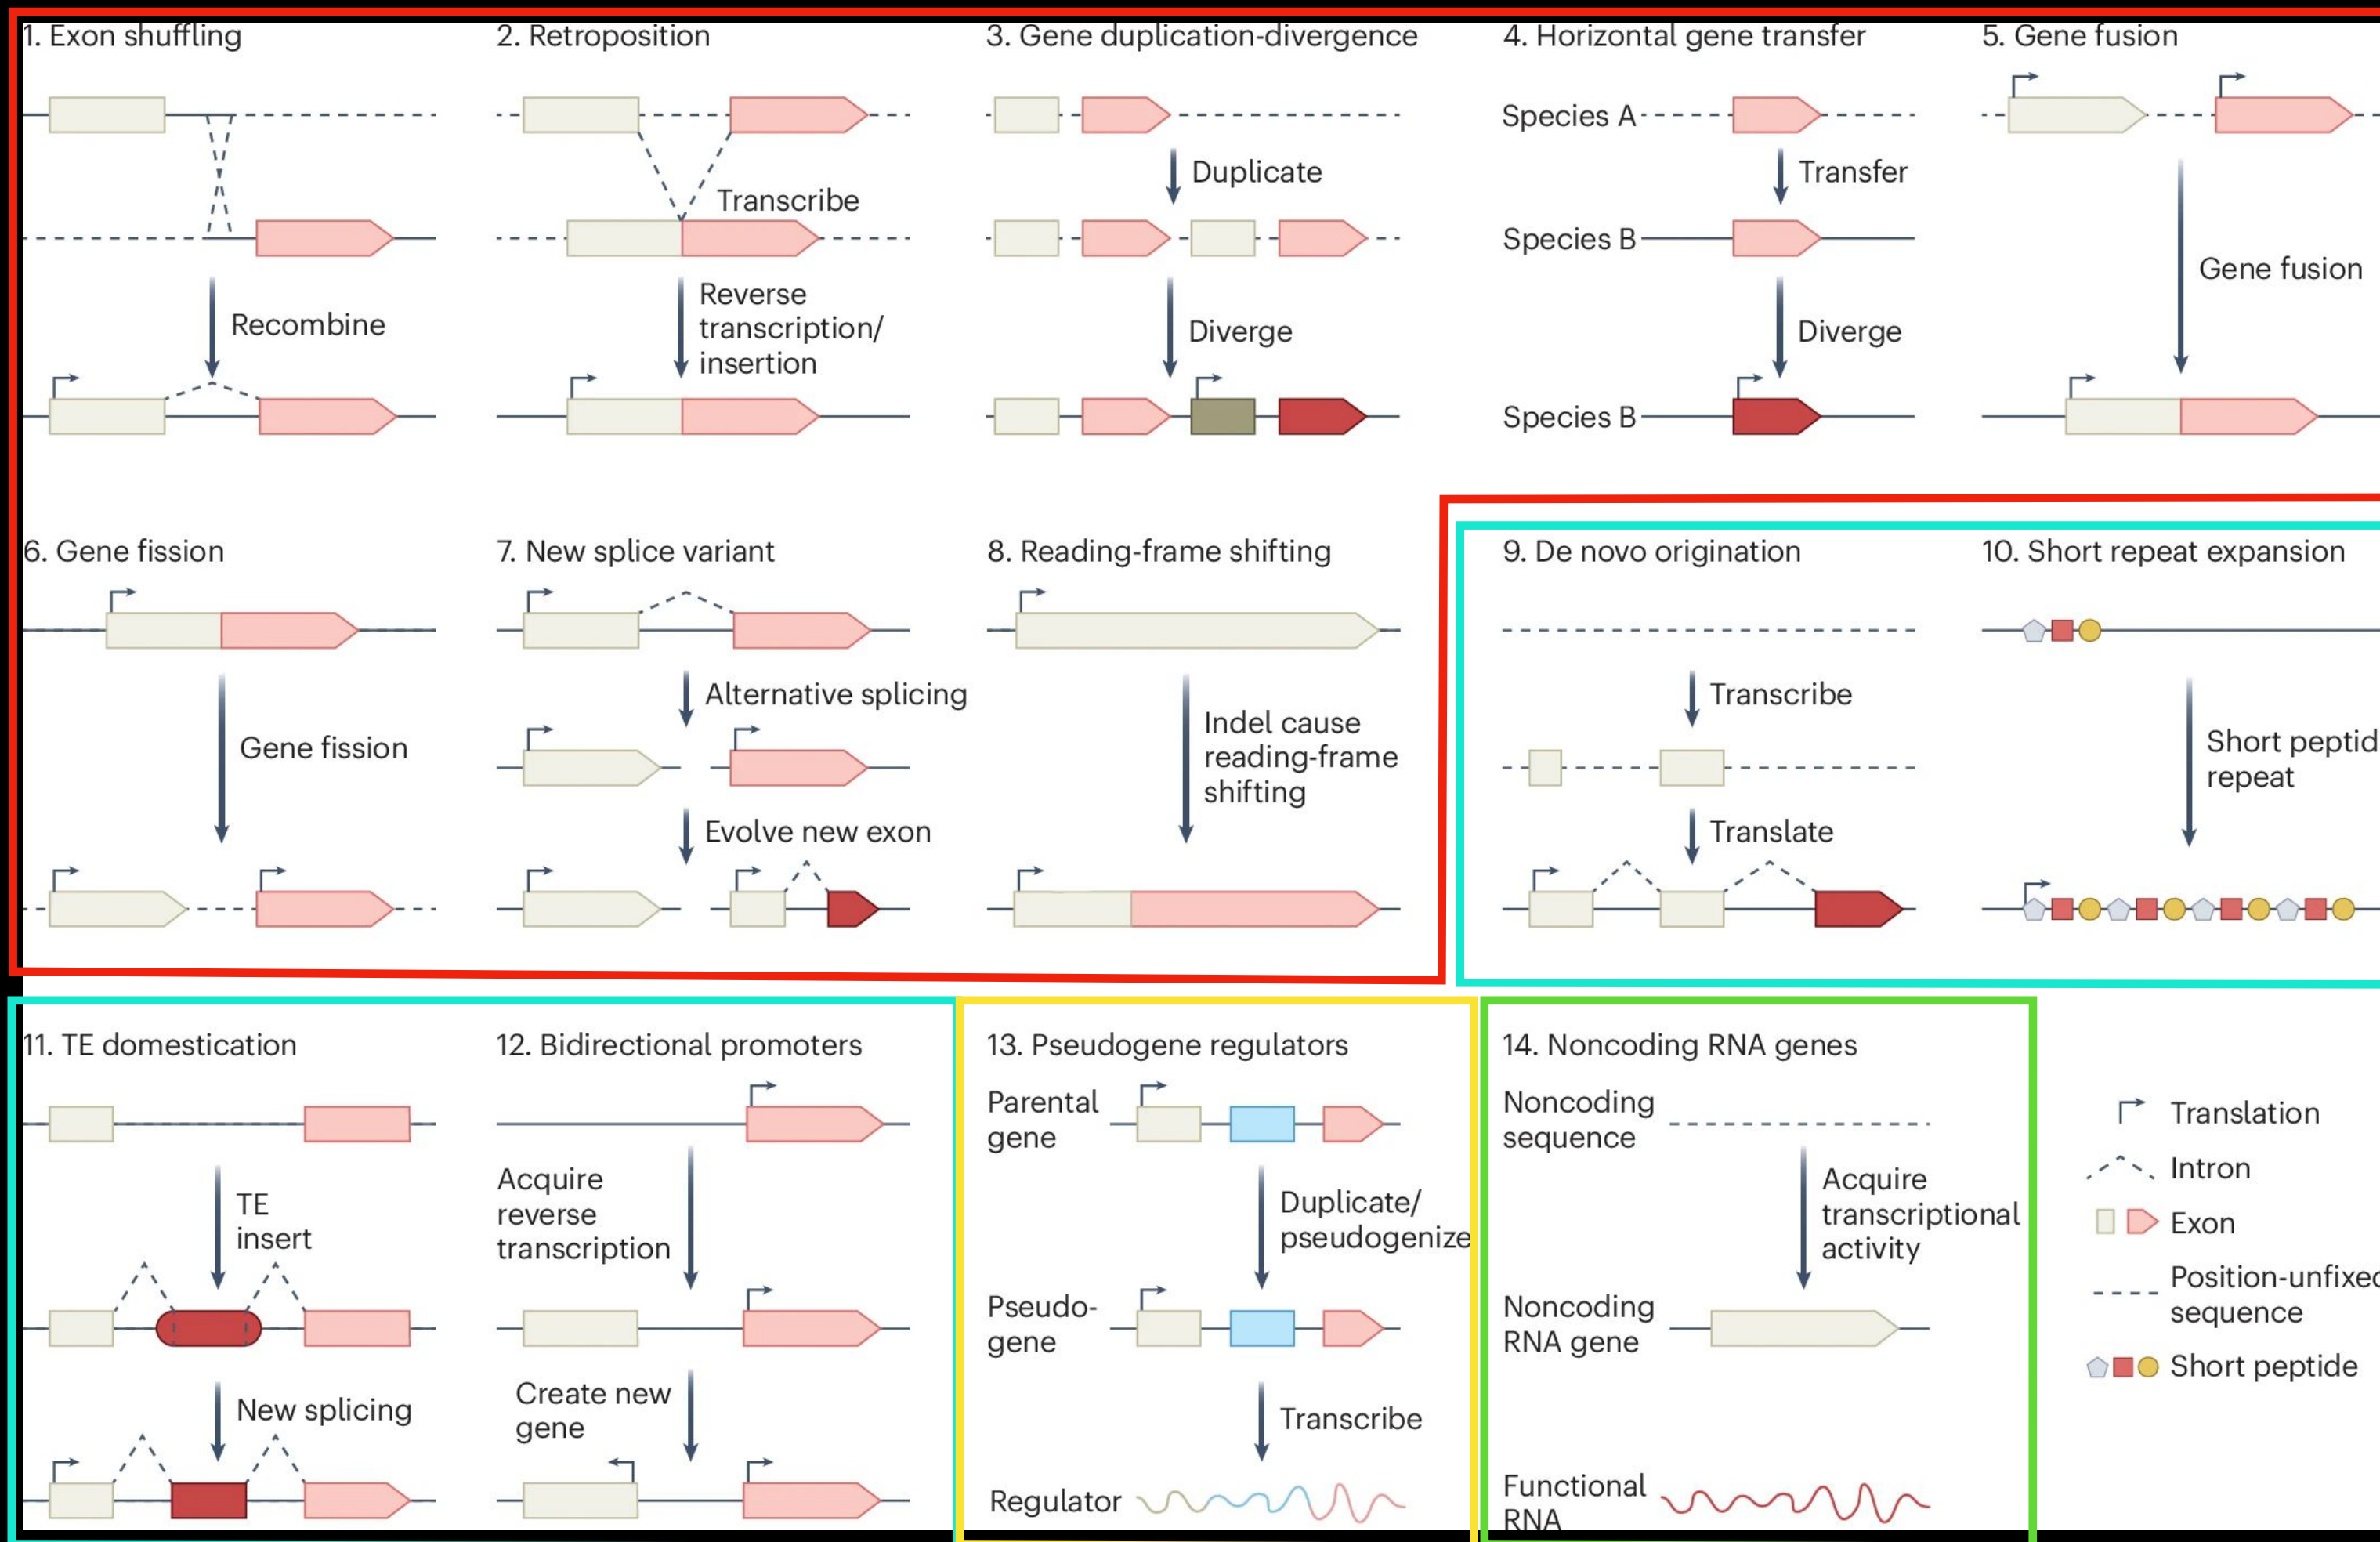 1. Exon shuffling
Recombine
2. Retroposition
Transcribe
Reverse
transcription/
insertion
3. Gene duplication-divergence
Duplicate
Diverge
4. Horizontal gene transfer
Species A
Transfer
Species B
Diverge
Species B
5. Gene fusion
Gene fusion
6. Gene fission
Gene fission
7. New splice variant
Alternative splicing
Evolve new exon
8. Reading-frame shifting
Indel cause
reading-frame
shifting
9. De novo origination
Transcribe
Translate
10. Short repeat expansion
Short peptid
repeat
11. TE domestication
TE
insert
New splicing
12. Bidirectional promoters
Acquire
reverse
transcription
Create new
gene
13. Pseudogene regulators
Parental
gene
Duplicate/
pseudogenize
Pseudo-
gene
Transcribe
Regulator
14. Noncoding RNA genes
Noncoding
sequence
Acquire
transcriptional
activity
Noncoding
RNA gene
Functional
RNA
Translation
Intron
Exon
Position-unfixed
sequence
Short peptide